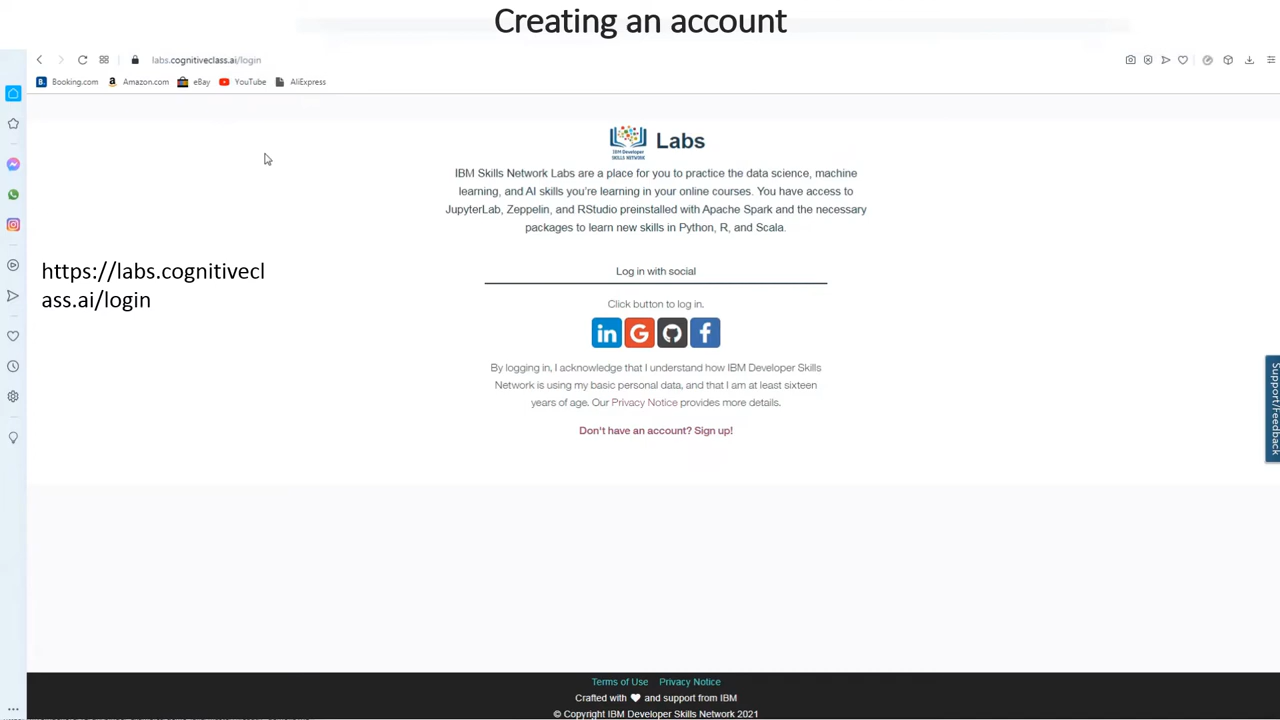 Creating an account
labs.cognitiveclass.ai/login
B. Booking.com a Amazon.com eBay YouTube AliExpress
IBM Developer
SKILLS NETWORK
Labs
IBM Skills Network Labs are a place for you to practice the data science, machine
learning, and AI skills you're learning in your online courses. You have access to
JupyterLab, Zeppelin, and RStudio preinstalled with Apache Spark and the necessary
packages to learn new skills in Python, R, and Scala.
https://labs.cognitivecl
ass.ai/login
Log in with social
Click button to log in.
in G f
By logging in, I acknowledge that I understand how IBM Developer Skills
Network is using my basic personal data, and that I am at least sixteen
years of age. Our Privacy Notice provides more details.
Don't have an account? Sign up!
Support/Feedback
Terms of Use Privacy Notice
Crafted with and support from IBM
© Copyright IBM Developer Skills Network 2021